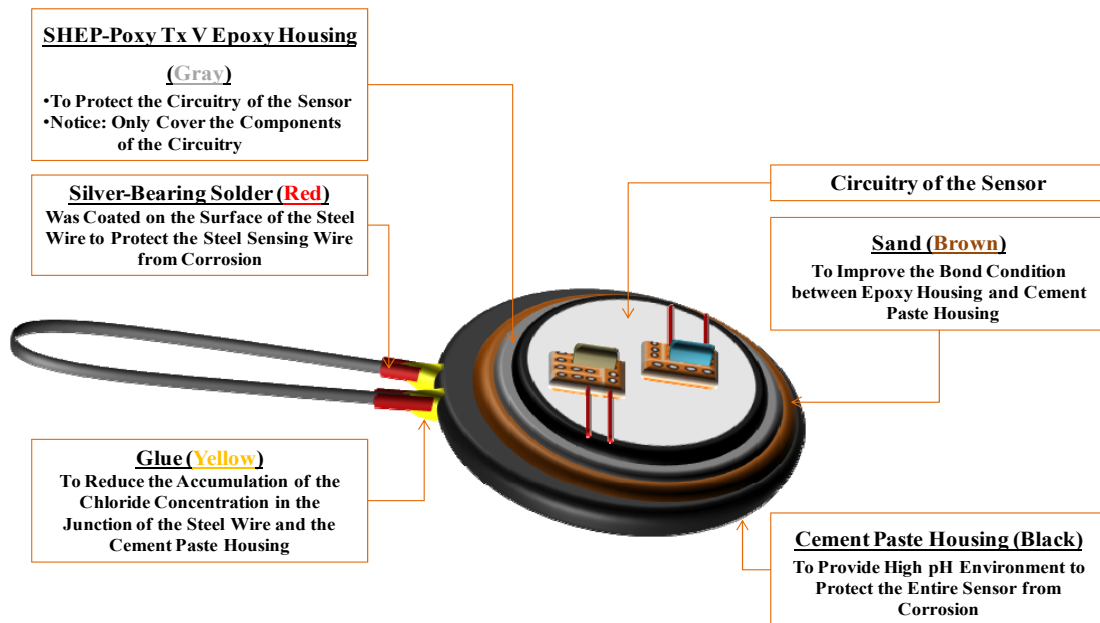 SHEP-Poxy Tx V Epoxy Housing
(Gray)
•To Protect the Circuitry of the Sensor
•Notice: Only Cover the Components
of the Circuitry
Silver-Bearing Solder (Red)
Was Coated on the Surface of the Steel
Wire to Protect the Steel Sensing Wire
from Corrosion
Glue (Yellow)
To Reduce the Accumulation of the
Chloride Concentration in the
Junction of the Steel Wire and the
Cement Paste Housing
Circuitry of the Sensor
Sand (Brown)
To Improve the Bond Condition
between Epoxy Housing and Cement
Paste Housing
Cement Paste Housing (Black)
To Provide High pH Environment to
Protect the Entire Sensor from
Corrosion